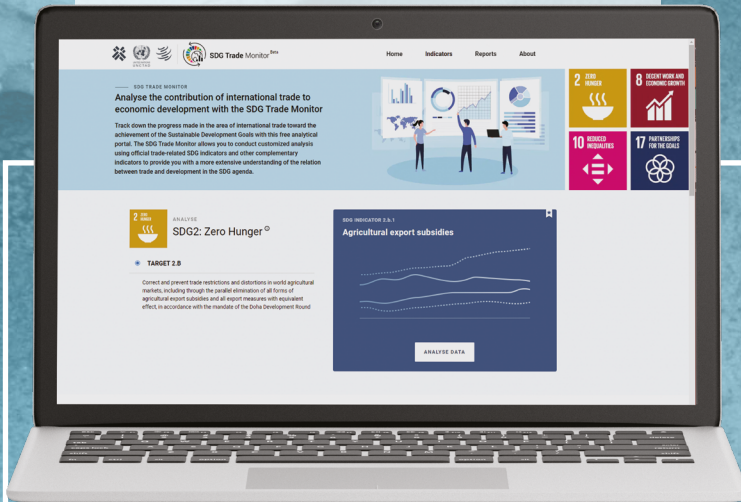 SDG Trade Monitor Beta
Home Indicators Reports About
SDG TRADE MONITOR
Analyse the contribution of international trade to
economic development with the SDG Trade Monitor
Track down the progress made in the area of international trade toward the
achievement of the Sustainable Development Goals with this free analytical
portal. The SDG Trade Monitor allows you to conduct customized analysis
using official trade-related SDG indicators and other complementary
indicators to provide you with a more extensive understanding of the relation
between trade and development in the SDG agenda.
2 ZERO
HUNGER
8 DECENT WORK AND
ECONOMIC GROWTH
10 REDUCED
INEQUALITIES
17 PARTNERSHIPS
FOR THE GOALS
2 ZERO
HUNGER
ANALYSE
SDG2: Zero Hunger
TARGET 2.B
Correct and prevent trade restrictions and distortions in world agricultural
markets, including through the parallel elimination of all forms of
agricultural export subsidies and all export measures with equivalent
effect, in accordance with the mandate of the Doha Development Round
SDG INDICATOR 2.b.1
Agricultural export subsidies
ANALYSE DATA